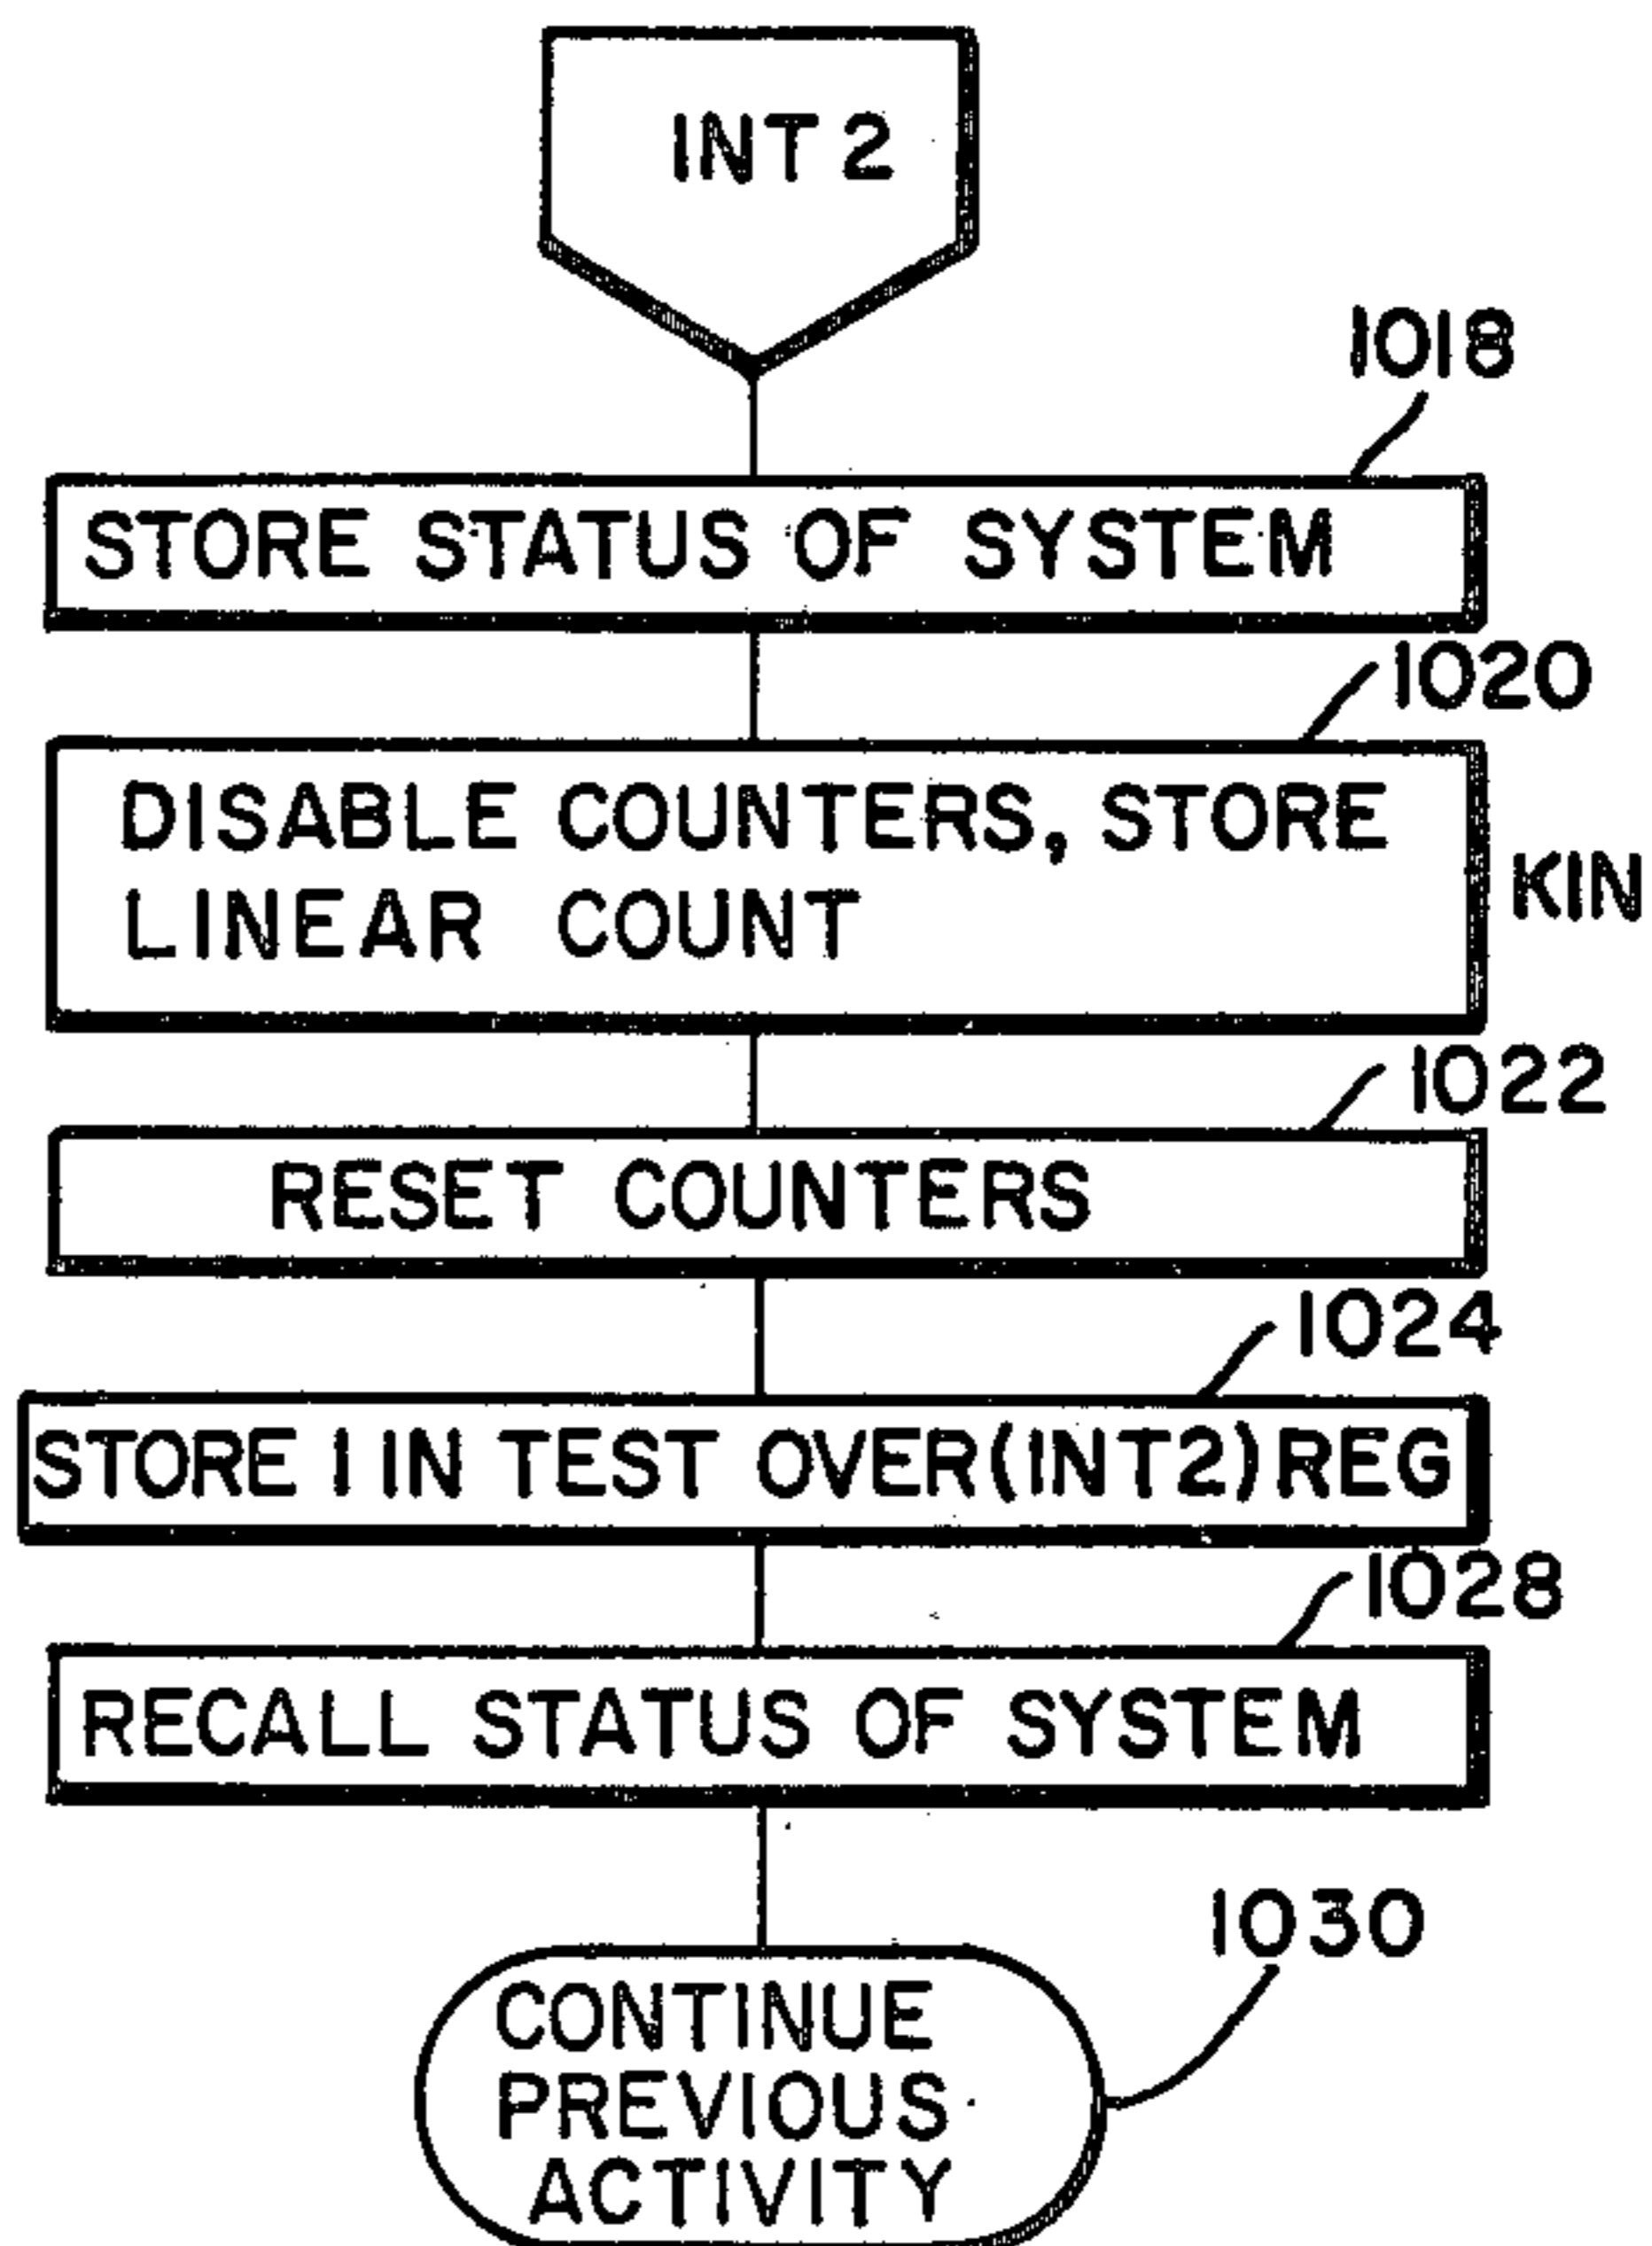 INT 2
1018
STORE STATUS OF SYSTEM
1020
DISABLE COUNTERS, STORE
LINEAR COUNT
KIN
1022
RESET COUNTERS
1024
STORE 1 IN TEST OVER(INT2)REG
1028
RECALL STATUS OF SYSTEM
1030
CONTINUE
PREVIOUS
ACTIVITY